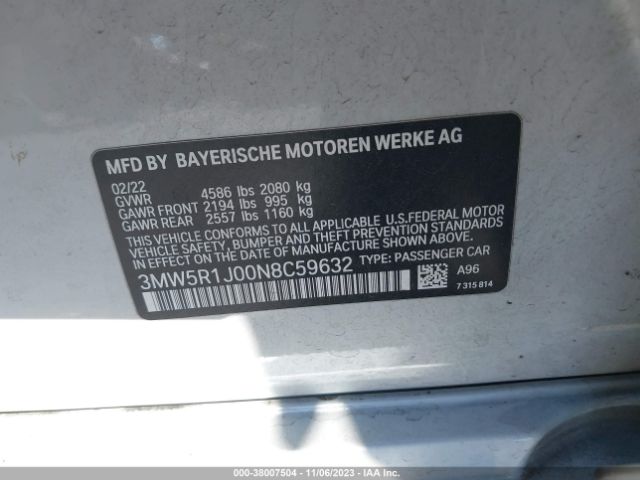 MFD BY BAYERISCHE MOTOREN WERKE AG
02/22
GVWR 4586 lbs 2080 kg
GAWR FRONT 2194 lbs 995 kg
GAWR REAR 2557 lbs 1160 kg
THIS VEHICLE CONFORMS TO ALL APPLICABLE U.S.FEDERAL MOTOR
VEHICLE SAFETY, BUMPER AND THEFT PREVENTION STANDARDS
IN EFFECT ON THE DATE OF MANUFACTURE SHOWN ABOVE.
3MW5R1J00N8C59632 TYPE: PASSENGER CAR
A96
7 315 814
000-38007504 - 11/06/2023 - IAA Inc.